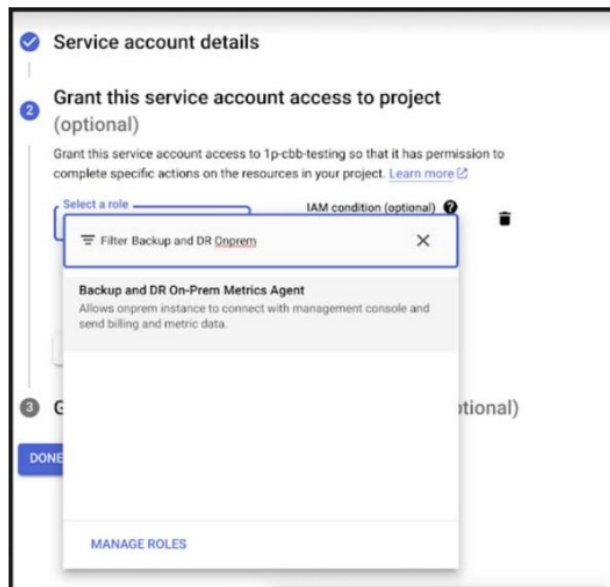 Service account details
2
Grant this service account access to project
(optional)
Grant this service account access to 1p-cbb-testing so that it has permission to
complete specific actions on the resources in your project. Learn more
Select a role
IAM condition (optional)
Filter Backup and DR Onprem
Backup and DR On-Prem Metrics Agent
Allows onprem instance to connect with management console and
send billing and metric data.
3
G
tional)
DONE
MANAGE ROLES